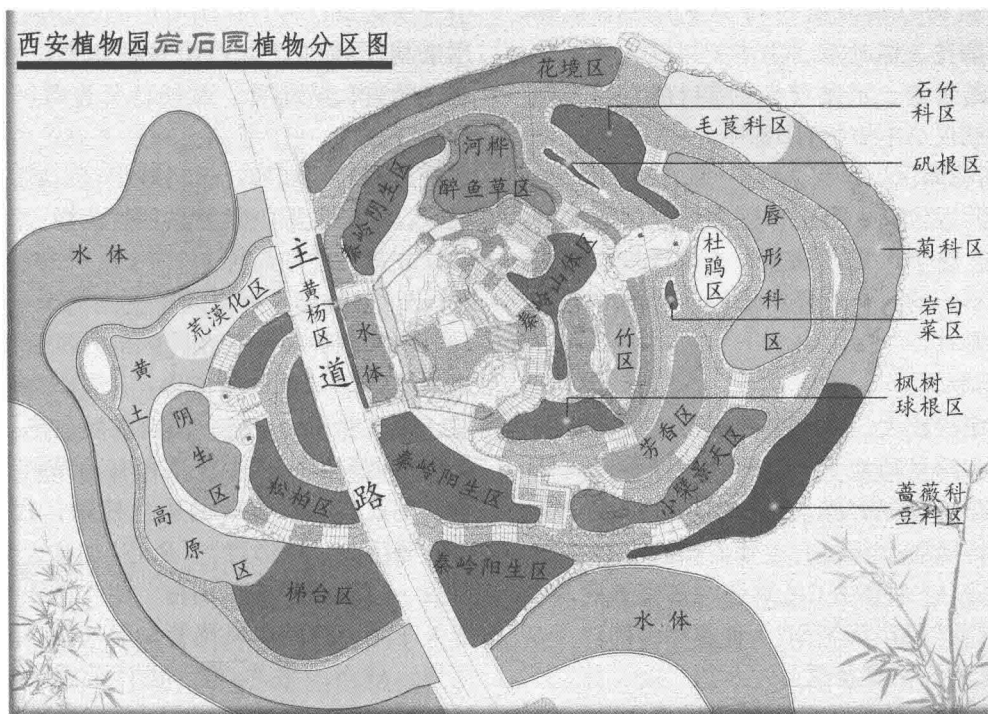 西安植物园岩石园植物分区图
花境区
石竹
科区
毛茛科区
河桦
醉鱼草区
矾根区
秦岭阴生区
唇形科区
水体
主道路
杜鹃区
菊科区
荒漠化区
黄杨区
秦岭山体区
水体
竹区
岩白
菜区
黄土高原区
阴生区
枫树
球根区
芳香区
秦岭阳生区
小檗景天区
松柏区
蔷薇科
豆科区
秦岭阳生区
梯台区
水体